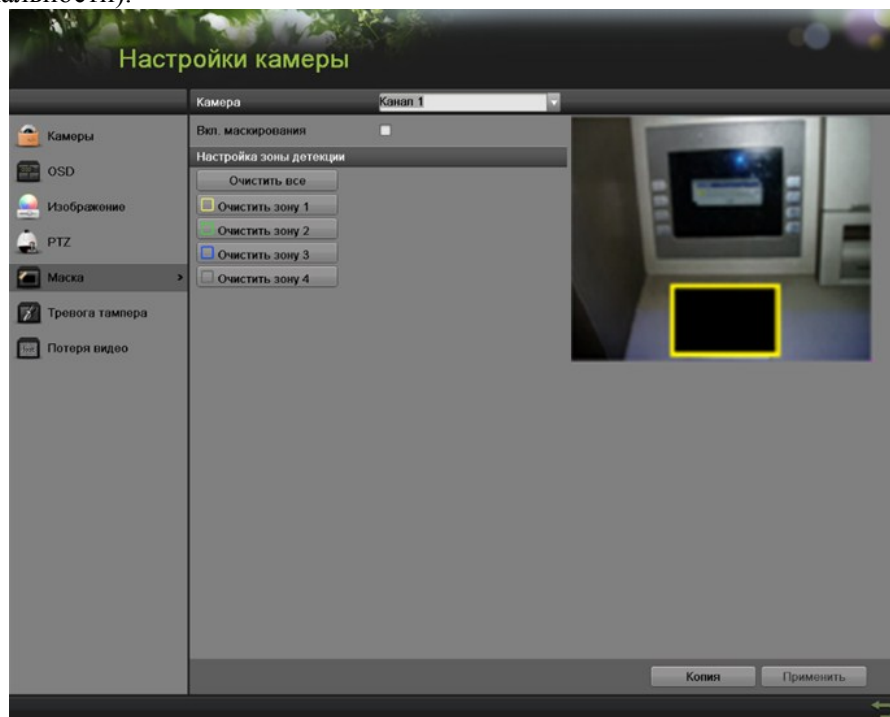 альности).
Настройки камеры
Камера Канал 1
Камеры
OSD
Изображение
PTZ
Маска >
Тревога тампера
Потеря видео
Вкл. маскирования
Настройка зоны детекции
Очистить все
Очистить зону 1
Очистить зону 2
Очистить зону 3
Очистить зону 4
Копия Применить